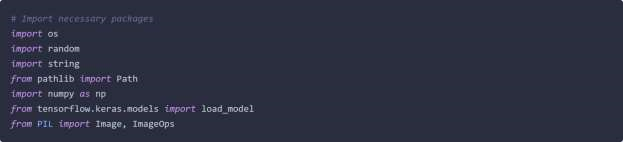 # Import necessary packages
import os
import random
import string
from pathlib import Path
import numpy as np
from tensorflow.keras.models import load_model
from PIL import Image, ImageOps